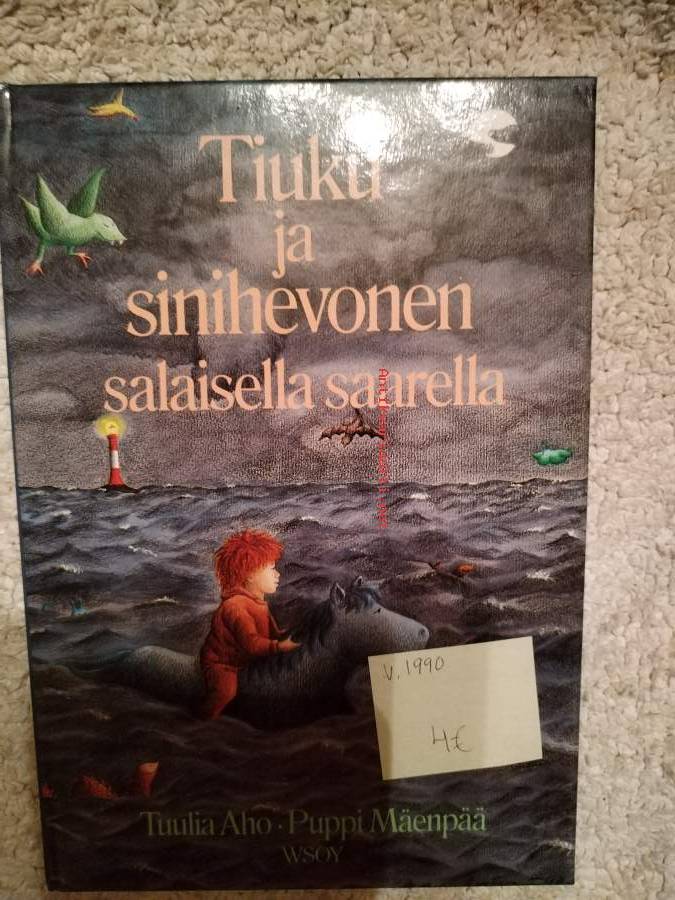 Tiuku
ja
sinihevonen
salaisella saarella
v. 1990
4€
Tuulia Aho · Puppi Mäenpää
WSOY